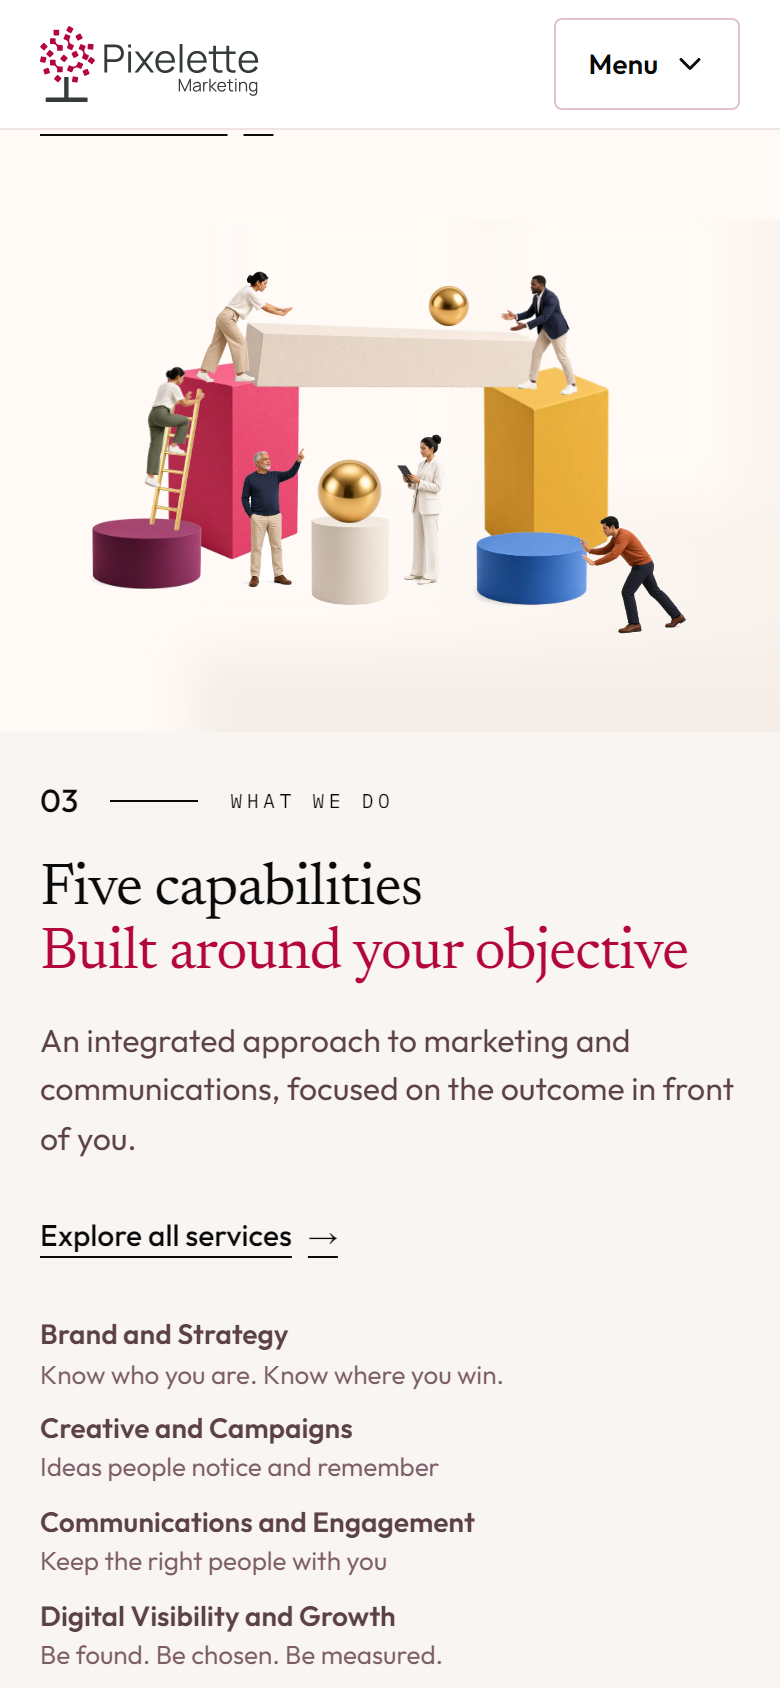 Pixelette
Marketing
Menu
03 WHAT WE DO
Five capabilities
Built around your objective
An integrated approach to marketing and
communications, focused on the outcome in front
of you.
Explore all services →
Brand and Strategy
Know who you are. Know where you win.
Creative and Campaigns
Ideas people notice and remember
Communications and Engagement
Keep the right people with you
Digital Visibility and Growth
Be found. Be chosen. Be measured.